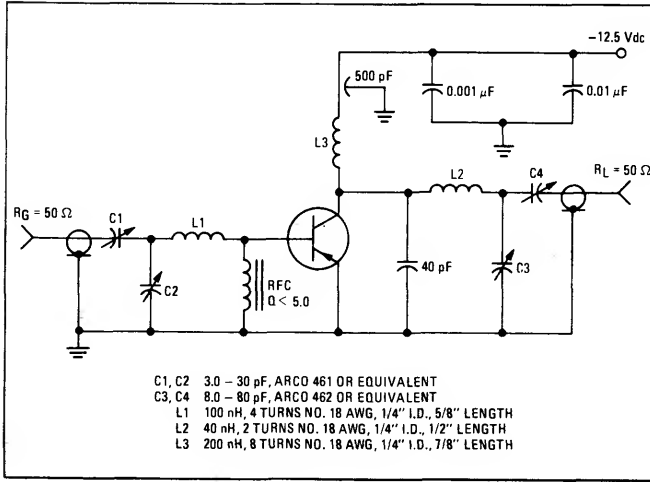 −12.5 Vdc
500 pF
0.001 μF
0.01 μF
L3
L2
C4
RL = 50 Ω
RG = 50 Ω
C1
L1
C2
RFC
Q < 5.0
40 pF
C3
C1, C2 3.0 – 30 pF, ARCO 461 OR EQUIVALENT
C3, C4 8.0 – 80 pF, ARCO 462 OR EQUIVALENT
L1 100 nH, 4 TURNS NO. 18 AWG, 1/4" I.D., 5/8" LENGTH
L2 40 nH, 2 TURNS NO. 18 AWG, 1/4" I.D., 1/2" LENGTH
L3 200 nH, 8 TURNS NO. 18 AWG, 1/4" I.D., 7/8" LENGTH